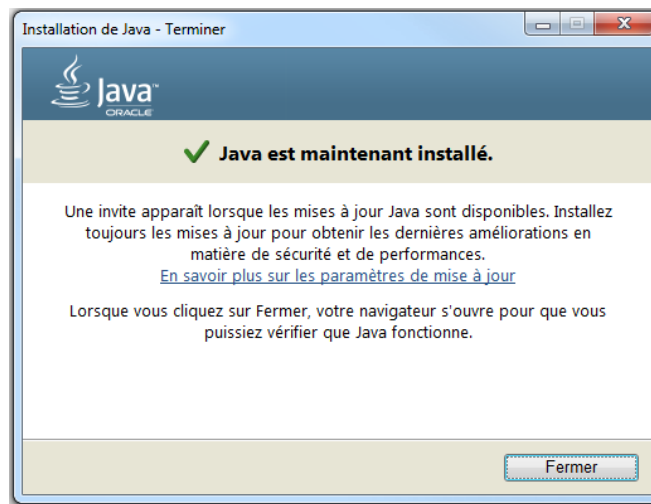 Installation de Java - Terminer
Java™
ORACLE
Java est maintenant installé.
Une invite apparaît lorsque les mises à jour Java sont disponibles. Installez
toujours les mises à jour pour obtenir les dernières améliorations en
matière de sécurité et de performances.
En savoir plus sur les paramètres de mise à jour
Lorsque vous cliquez sur Fermer, votre navigateur s'ouvre pour que vous
puissiez vérifier que Java fonctionne.
Fermer